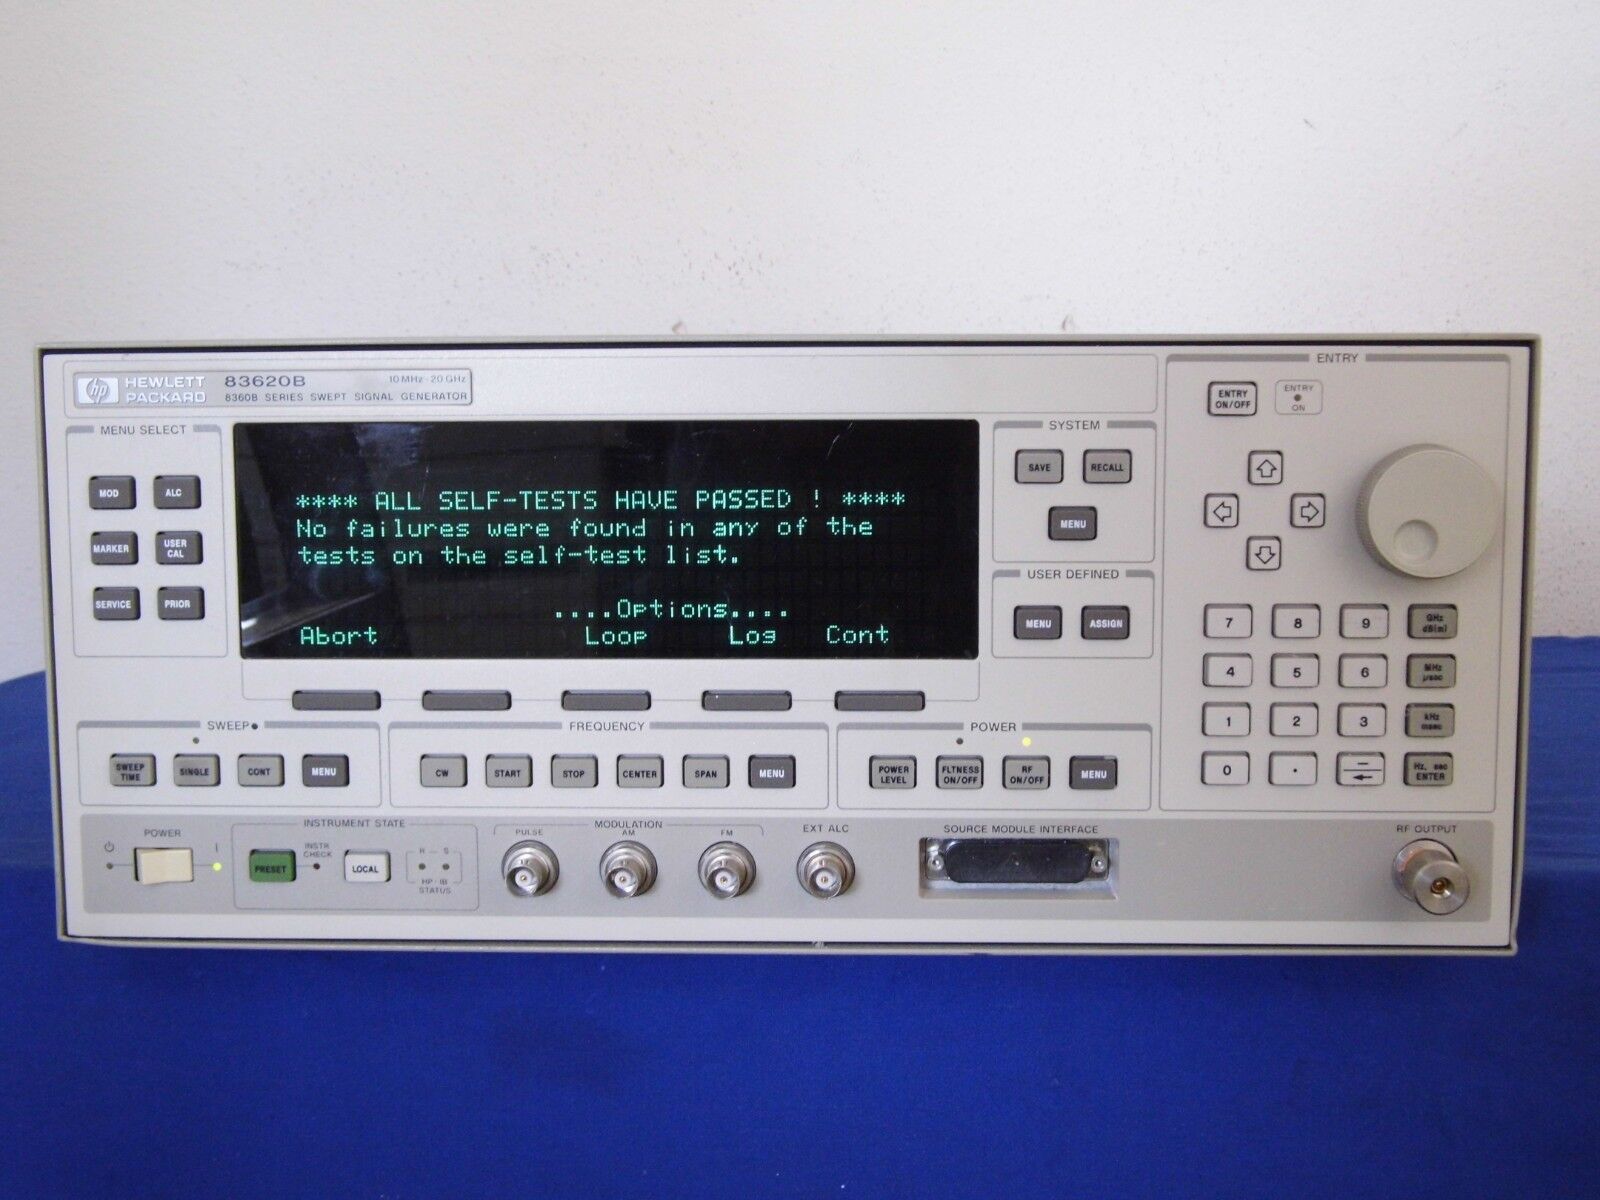 hp HEWLETT PACKARD
83620B 10 MHz - 20 GHz
8360B SERIES SWEPT SIGNAL GENERATOR
MENU SELECT
MOD ALC
MARKER USER CAL
SERVICE PRIOR
**** ALL SELF-TESTS HAVE PASSED ! ****
No failures were found in any of the
tests on the self-test list.
....Options....
Abort Loop Log Cont
SYSTEM
SAVE RECALL
MENU
USER DEFINED
MENU ASSIGN
ENTRY
ENTRY ON/OFF
ENTRY ON
7 8 9 GHz dB(m)
4 5 6 MHz µsec
1 2 3 kHz msec
0 . − Hz, sec ENTER
SWEEP
SWEEP TIME SINGLE CONT MENU
FREQUENCY
CW START STOP CENTER SPAN MENU
POWER
POWER LEVEL FLTNESS ON/OFF RF ON/OFF MENU
POWER
INSTRUMENT STATE
PRESET INSTR CHECK LOCAL
R S
HP-IB STATUS
MODULATION
PULSE AM FM
EXT ALC
SOURCE MODULE INTERFACE
RF OUTPUT